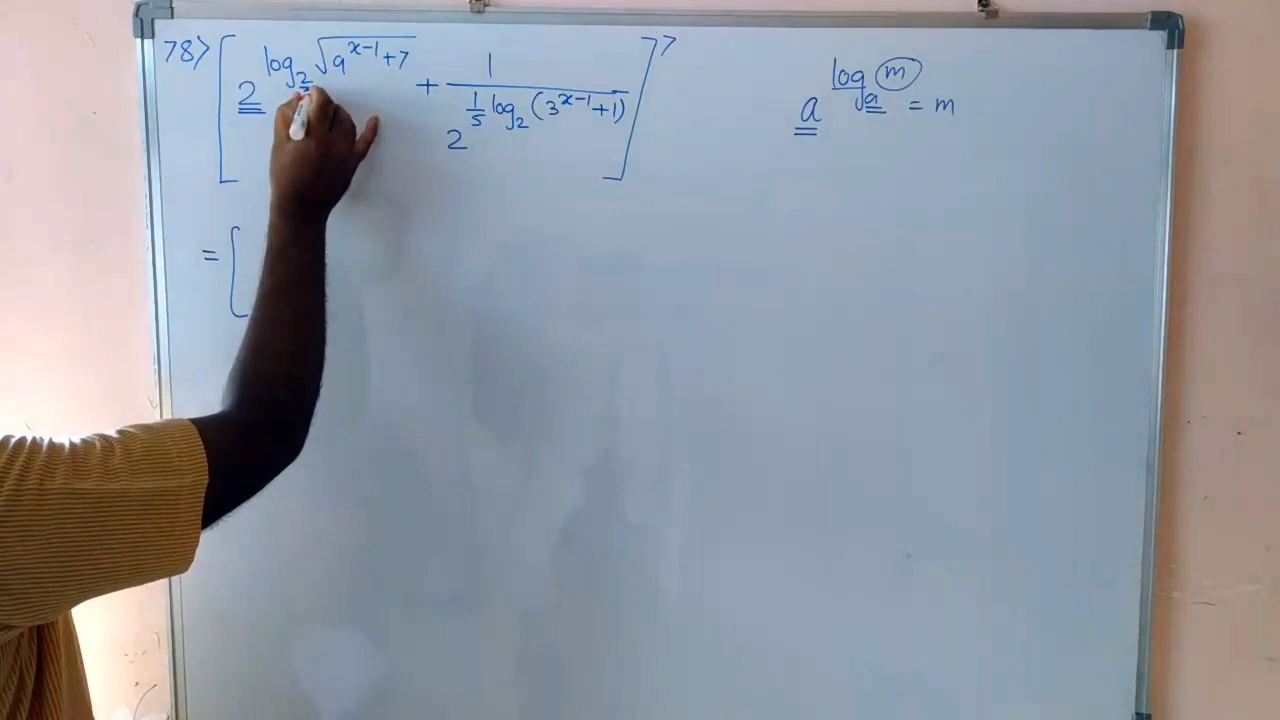 78) [ 2^{log_2 √(9^{x-1}+7)} + 1 / 2^{1/5 log_2 (3^{x-1}+1)} ]^7
a^{log_a m} = m
= [